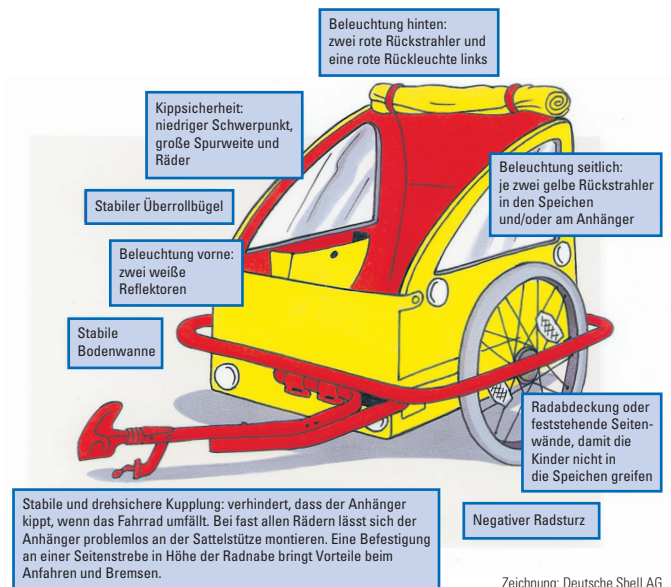 Beleuchtung hinten:
zwei rote Rückstrahler und
eine rote Rückleuchte links
Kippsicherheit:
niedriger Schwerpunkt,
große Spurweite und
Räder
Beleuchtung seitlich:
je zwei gelbe Rückstrahler
in den Speichen
und/oder am Anhänger
Stabiler Überrollbügel
Beleuchtung vorne:
zwei weiße
Reflektoren
Stabile
Bodenwanne
Radabdeckung oder
feststehende Seiten-
wände, damit die
Kinder nicht in
die Speichen greifen
Stabile und drehsichere Kupplung: verhindert, dass der Anhänger
kippt, wenn das Fahrrad umfällt. Bei fast allen Rädern lässt sich der
Anhänger problemlos an der Sattelstütze montieren. Eine Befestigung
an einer Seitenstrebe in Höhe der Radnabe bringt Vorteile beim
Anfahren und Bremsen.
Negativer Radsturz
Zeichnung: Deutsche Shell AG